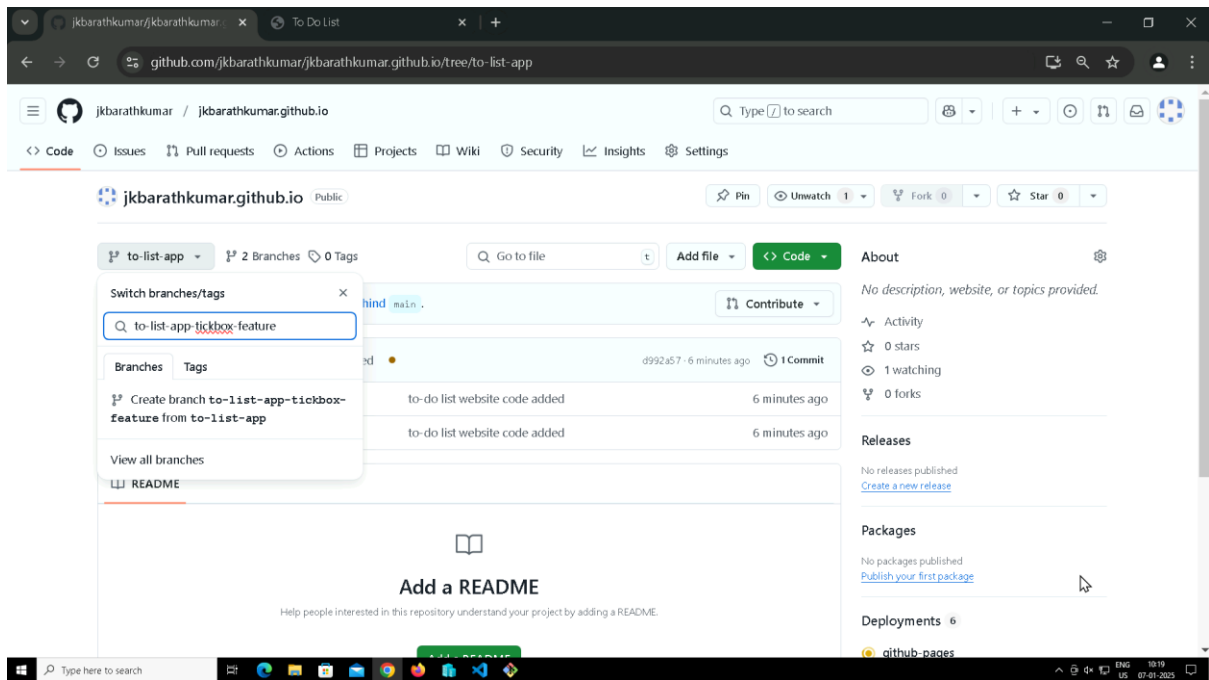 jkbarathkumar/jkbarathkumar.g
To Do List
github.com/jkbarathkumar/jkbarathkumar.github.io/tree/to-list-app
jkbarathkumar / jkbarathkumar.github.io
Type / to search
Code Issues Pull requests Actions Projects Wiki Security Insights Settings
jkbarathkumar.github.io Public
Pin Unwatch 1 Fork 0 Star 0
to-list-app 2 Branches 0 Tags Go to file t Add file Code About
Switch branches/tags
hind main . Contribute
No description, website, or topics provided.
to-list-app-tickbox-feature
Activity
0 stars
Branches Tags
ed d992a57 · 6 minutes ago 1 Commit
1 watching
Create branch to-list-app-tickbox-
feature from to-list-app
to-do list website code added 6 minutes ago
0 forks
to-do list website code added 6 minutes ago
Releases
View all branches
No releases published
Create a new release
README
Packages
No packages published
Publish your first package
Add a README
Help people interested in this repository understand your project by adding a README.
Deployments 6
Add a README
github-pages
Type here to search
ENG
US
10:19
07-01-2025